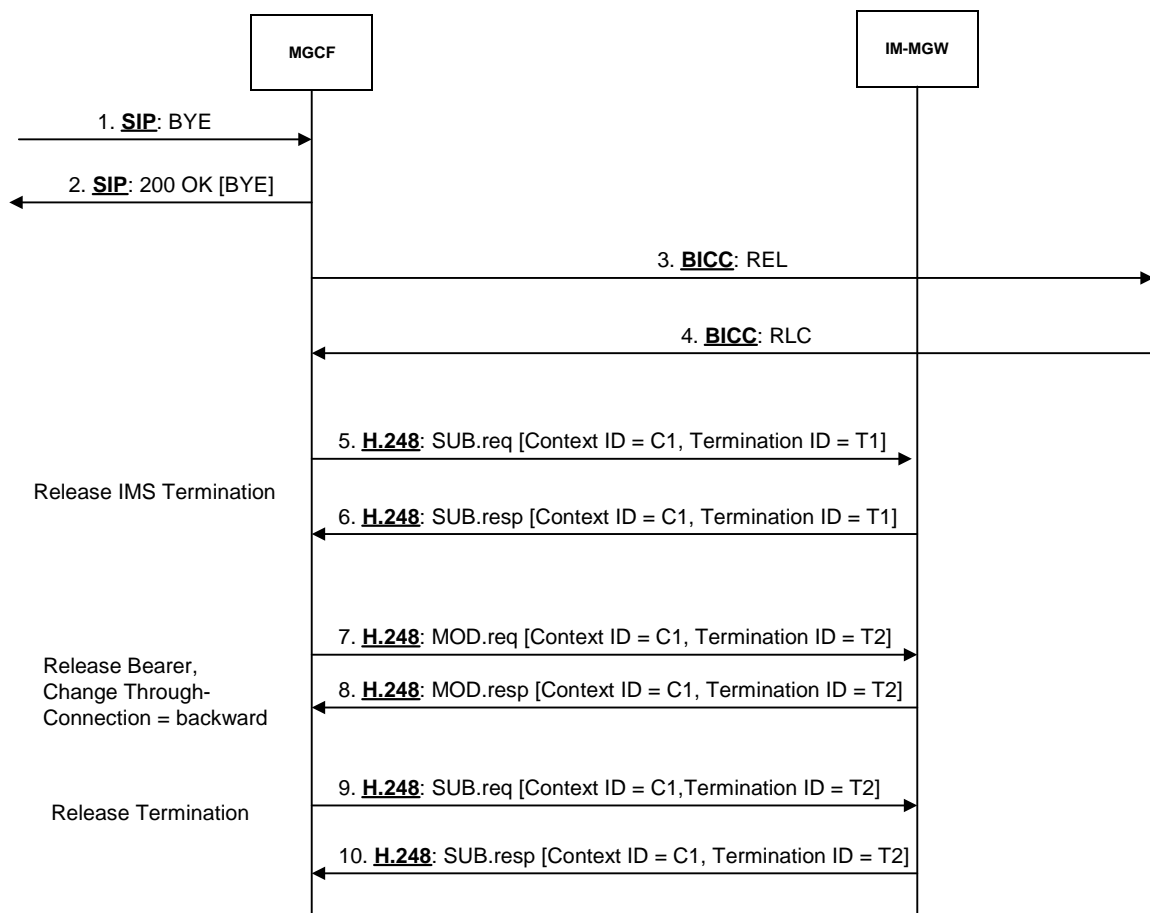 MGCF
IM-MGW
1. SIP: BYE
2. SIP: 200 OK [BYE]
3. BICC: REL
4. BICC: RLC
5. H.248: SUB.req [Context ID = C1, Termination ID = T1]
Release IMS Termination
6. H.248: SUB.resp [Context ID = C1, Termination ID = T1]
7. H.248: MOD.req [Context ID = C1, Termination ID = T2]
Release Bearer,
Change Through-
Connection = backward
8. H.248: MOD.resp [Context ID = C1, Termination ID = T2]
9. H.248: SUB.req [Context ID = C1,Termination ID = T2]
Release Termination
10. H.248: SUB.resp [Context ID = C1, Termination ID = T2]